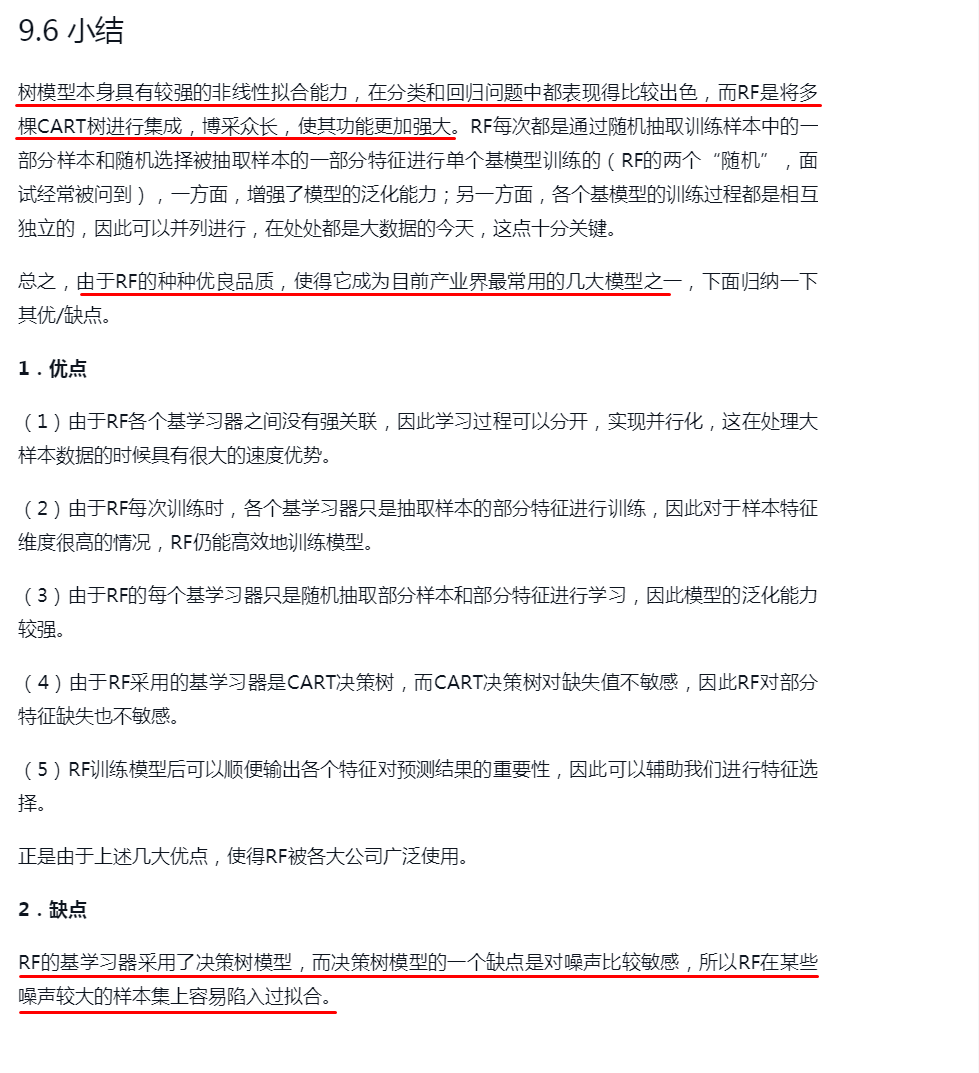 9.6 小结
树模型本身具有较强的非线性拟合能力，在分类和回归问题中都表现得比较出色，而RF是将多
棵CART树进行集成，博采众长，使其功能更加强大。RF每次都是通过随机抽取训练样本中的一
部分样本和随机选择被抽取样本的一部分特征进行单个基模型训练的（RF的两个“随机”，面
试经常被问到），一方面，增强了模型的泛化能力；另一方面，各个基模型的训练过程都是相互
独立的，因此可以并列进行，在处处都是大数据的今天，这点十分关键。
总之，由于RF的种种优良品质，使得它成为目前产业界最常用的几大模型之一，下面归纳一下
其优/缺点。
1．优点
（1）由于RF各个基学习器之间没有强关联，因此学习过程可以分开，实现并行化，这在处理大
样本数据的时候具有很大的速度优势。
（2）由于RF每次训练时，各个基学习器只是抽取样本的部分特征进行训练，因此对于样本特征
维度很高的情况，RF仍能高效地训练模型。
（3）由于RF的每个基学习器只是随机抽取部分样本和部分特征进行学习，因此模型的泛化能力
较强。
（4）由于RF采用的基学习器是CART决策树，而CART决策树对缺失值不敏感，因此RF对部分
特征缺失也不敏感。
（5）RF训练模型后可以顺便输出各个特征对预测结果的重要性，因此可以辅助我们进行特征选
择。
正是由于上述几大优点，使得RF被各大公司广泛使用。
2．缺点
RF的基学习器采用了决策树模型，而决策树模型的一个缺点是对噪声比较敏感，所以RF在某些
噪声较大的样本集上容易陷入过拟合。